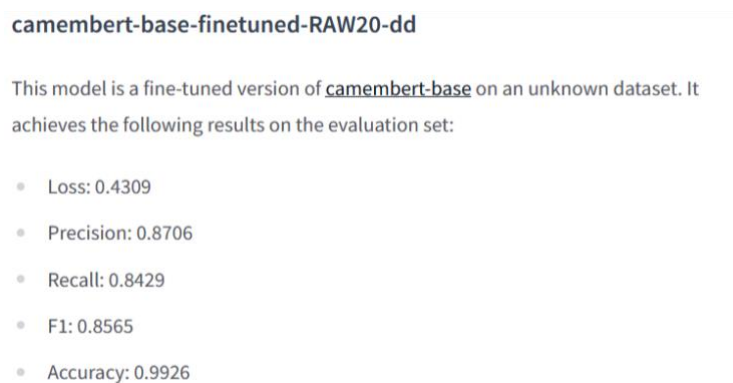 camembert-base-finetuned-RAW20-dd
This model is a fine-tuned version of camembert-base on an unknown dataset. It
achieves the following results on the evaluation set:
Loss: 0.4309
Precision: 0.8706
Recall: 0.8429
F1: 0.8565
Accuracy: 0.9926